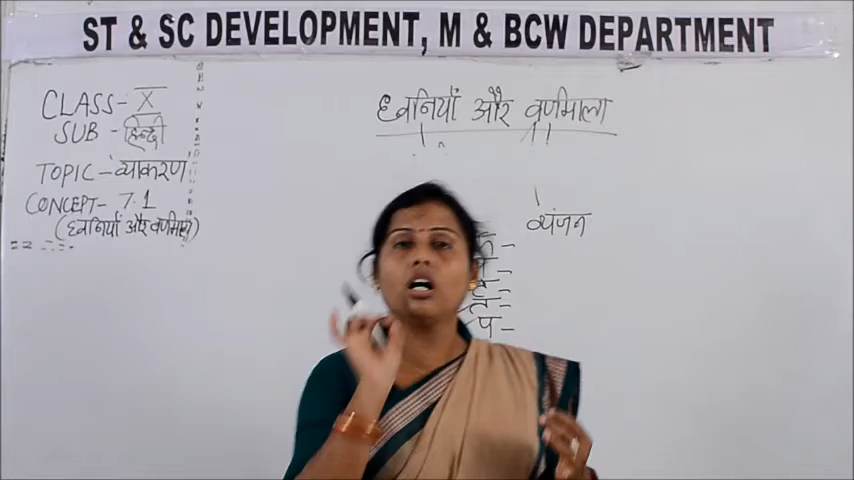 ST & SC DEVELOPMENT, M & BCW DEPARTMENT
CLASS - X
SUB - हिन्दी
TOPIC - व्याकरण
CONCEPT - 7.1
(ध्वनियाँ और वर्णमाला)
ध्वनियाँ और वर्णमाला
व्यंजन
प -